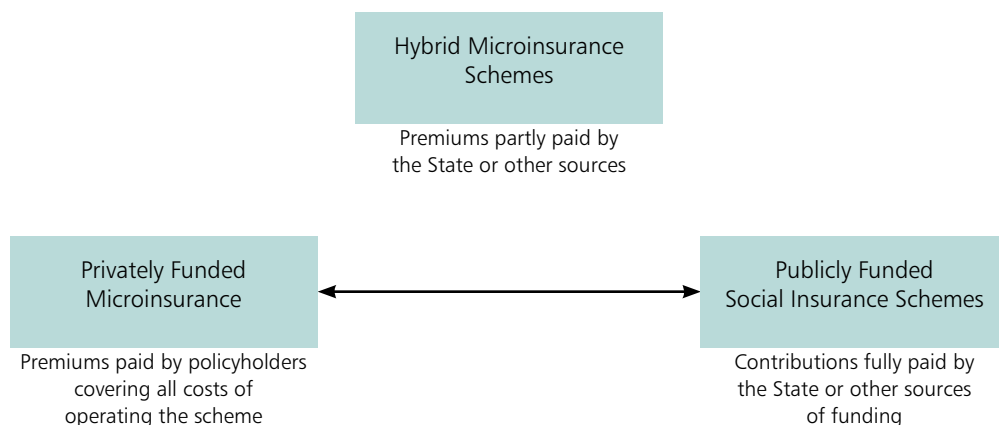 Hybrid Microinsurance
Schemes
Premiums partly paid by
the State or other sources
Privately Funded
Microinsurance
Premiums paid by policyholders
covering all costs of
operating the scheme
Publicly Funded
Social Insurance Schemes
Contributions fully paid by
the State or other sources
of funding